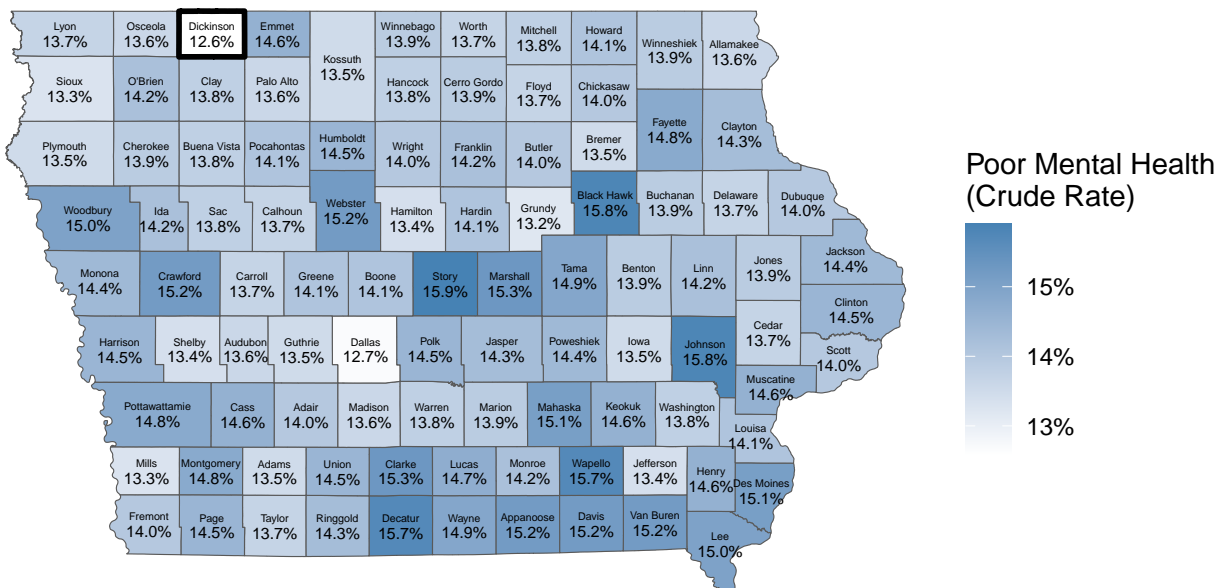 Lyon
13.7%
Osceola
13.6%
Dickinson
12.6%
Emmet
14.6%
Kossuth
13.5%
Winnebago
13.9%
Worth
13.7%
Mitchell
13.8%
Howard
14.1%
Winneshiek
13.9%
Allamakee
13.6%
Sioux
13.3%
O'Brien
14.2%
Clay
13.8%
Palo Alto
13.6%
Hancock
13.8%
Cerro Gordo
13.9%
Floyd
13.7%
Chickasaw
14.0%
Fayette
14.8%
Clayton
14.3%
Plymouth
13.5%
Cherokee
13.9%
Buena Vista
13.8%
Pocahontas
14.1%
Humboldt
14.5%
Wright
14.0%
Franklin
14.2%
Butler
14.0%
Bremer
13.5%
Woodbury
15.0%
Ida
14.2%
Sac
13.8%
Calhoun
13.7%
Webster
15.2%
Hamilton
13.4%
Hardin
14.1%
Grundy
13.2%
Black Hawk
15.8%
Buchanan
13.9%
Delaware
13.7%
Dubuque
14.0%
Monona
14.4%
Crawford
15.2%
Carroll
13.7%
Greene
14.1%
Boone
14.1%
Story
15.9%
Marshall
15.3%
Tama
14.9%
Benton
13.9%
Linn
14.2%
Jones
13.9%
Jackson
14.4%
Clinton
14.5%
Harrison
14.5%
Shelby
13.4%
Audubon
13.6%
Guthrie
13.5%
Dallas
12.7%
Polk
14.5%
Jasper
14.3%
Poweshiek
14.4%
Iowa
13.5%
Johnson
15.8%
Cedar
13.7%
Scott
14.0%
Muscatine
14.6%
Pottawattamie
14.8%
Cass
14.6%
Adair
14.0%
Madison
13.6%
Warren
13.8%
Marion
13.9%
Mahaska
15.1%
Keokuk
14.6%
Washington
13.8%
Louisa
14.1%
Mills
13.3%
Montgomery
14.8%
Adams
13.5%
Union
14.5%
Clarke
15.3%
Lucas
14.7%
Monroe
14.2%
Wapello
15.7%
Jefferson
13.4%
Henry
14.6%
Des Moines
15.1%
Fremont
14.0%
Page
14.5%
Taylor
13.7%
Ringgold
14.3%
Decatur
15.7%
Wayne
14.9%
Appanoose
15.2%
Davis
15.2%
Van Buren
15.2%
Lee
15.0%
Poor Mental Health
(Crude Rate)
15%
14%
13%